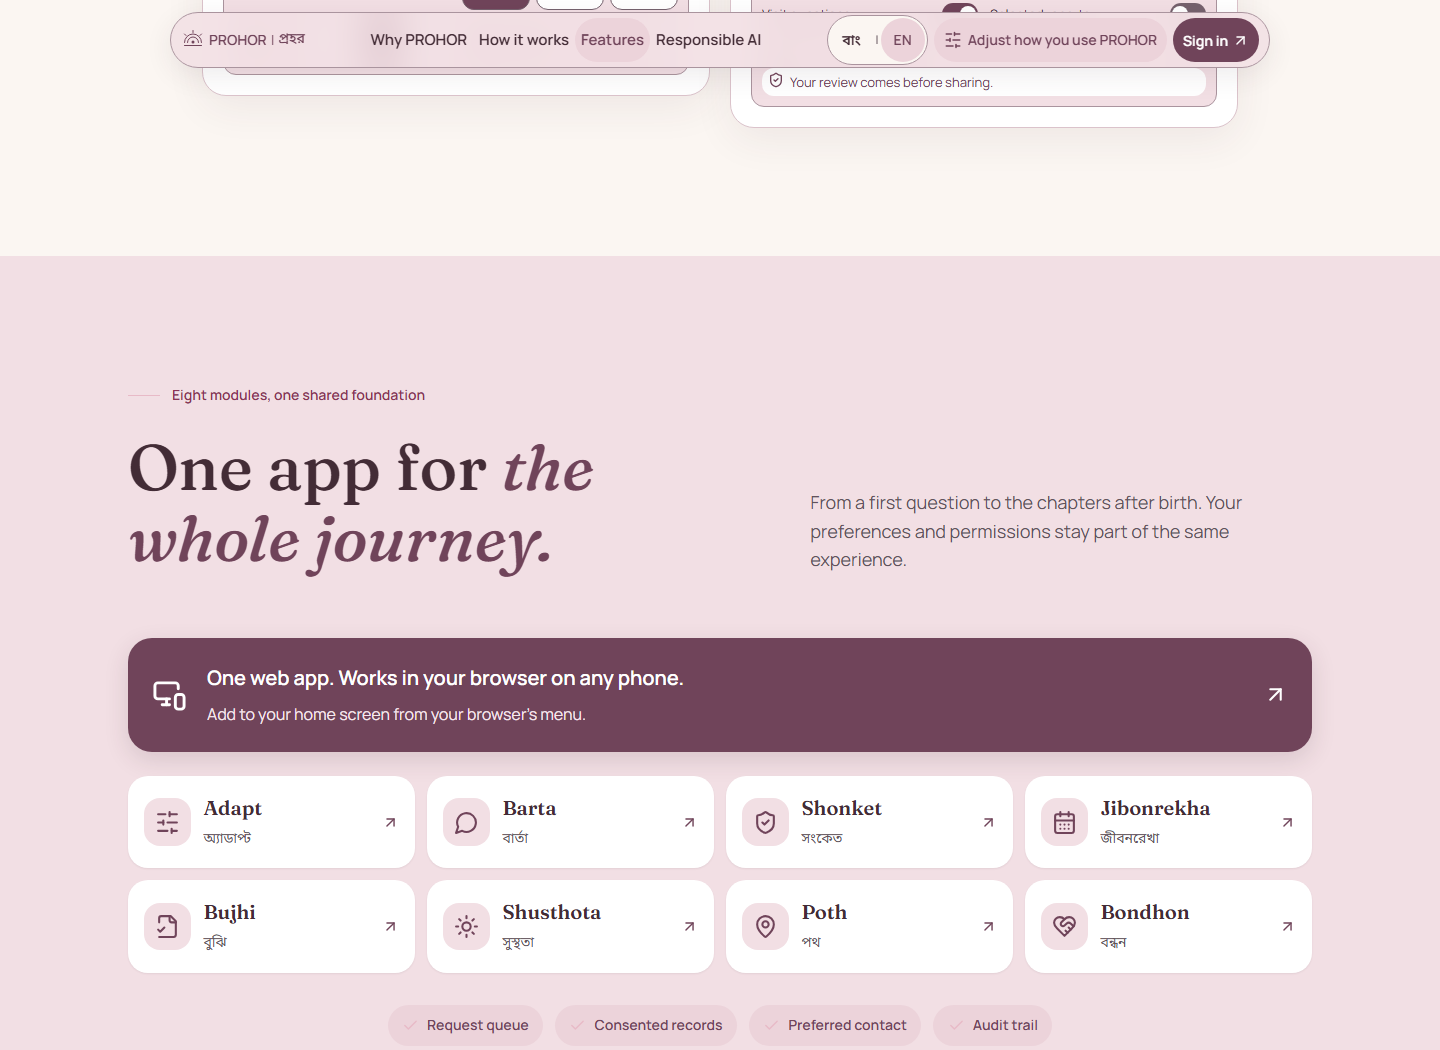 PROHOR | প্রহর
Why PROHOR
How it works
Features
Responsible AI
বাং | EN
Adjust how you use PROHOR
Sign in
Your review comes before sharing.
Eight modules, one shared foundation
One app for the
whole journey.
From a first question to the chapters after birth. Your
preferences and permissions stay part of the same
experience.
One web app. Works in your browser on any phone.
Add to your home screen from your browser's menu.
Adapt
অ্যাডাপ্ট
Barta
বার্তা
Shonket
সংকেত
Jibonrekha
জীবনরেখা
Bujhi
বুঝি
Shusthota
সুস্থতা
Poth
পথ
Bondhon
বন্ধন
Request queue
Consented records
Preferred contact
Audit trail